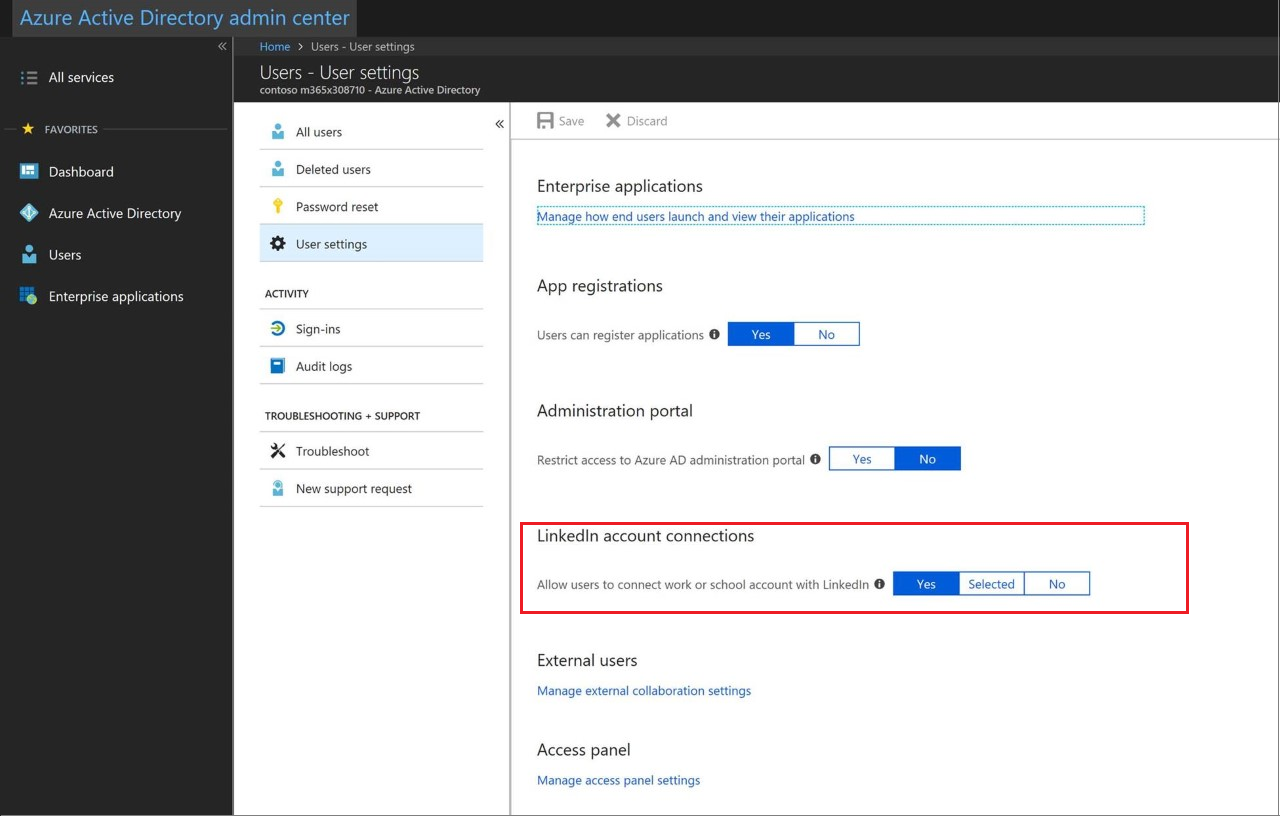 Azure Active Directory admin center
All services
FAVORITES
Dashboard
Azure Active Directory
Users
Enterprise applications
Home > Users - User settings
Users - User settings
contoso m365x308710 - Azure Active Directory
All users
Deleted users
Password reset
User settings
ACTIVITY
Sign-ins
Audit logs
TROUBLESHOOTING + SUPPORT
Troubleshoot
New support request
Save Discard
Enterprise applications
Manage how end users launch and view their applications
App registrations
Users can register applications Yes No
Administration portal
Restrict access to Azure AD administration portal Yes No
LinkedIn account connections
Allow users to connect work or school account with LinkedIn Yes Selected No
External users
Manage external collaboration settings
Access panel
Manage access panel settings